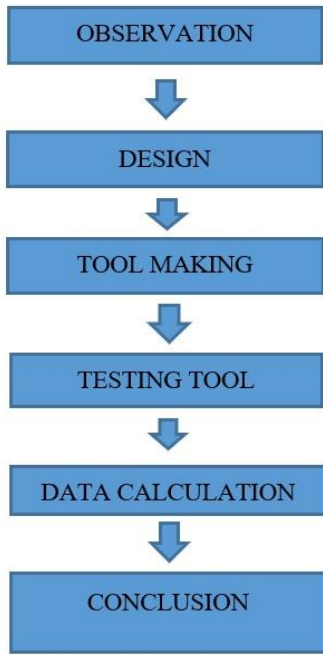 OBSERVATION
DESIGN
TOOL MAKING
TESTING TOOL
DATA CALCULATION
CONCLUSION